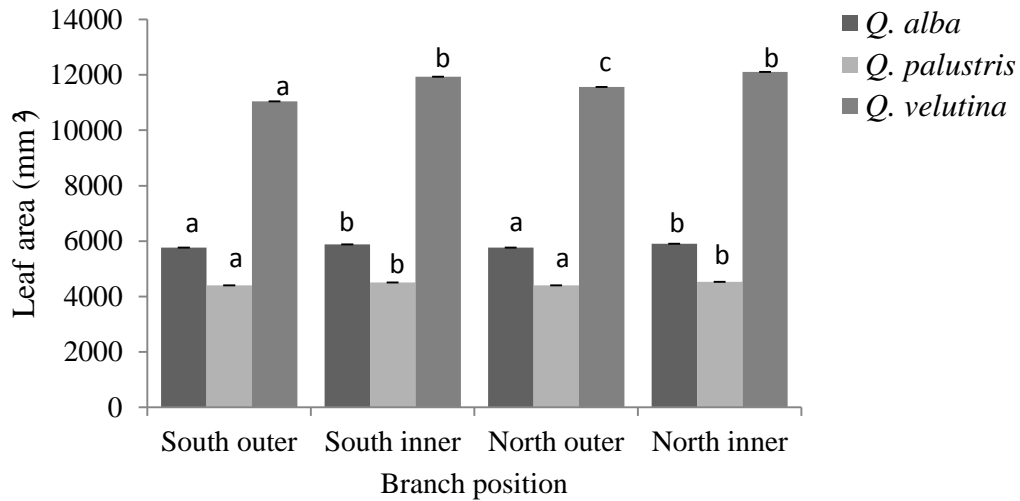 Leaf area (mm²)
14000
12000
10000
8000
6000
4000
2000
0
a
a
a
b
b
b
a
a
c
b
b
b
South outer
South inner
North outer
North inner
Branch position
Q. alba
Q. palustris
Q. velutina